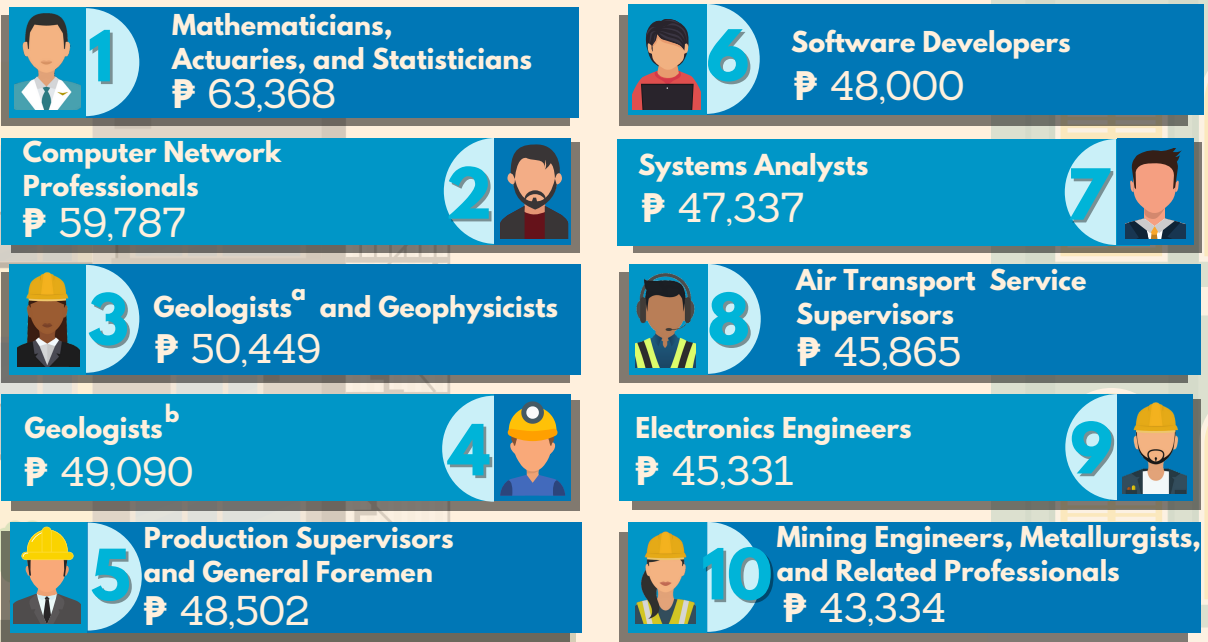 1
Mathematicians,
Actuaries, and Statisticians
₱ 63,368
Computer Network
Professionals
₱ 59,787
2
3
Geologistsᵃ and Geophysicists
₱ 50,449
Geologistsᵇ
₱ 49,090
4
5
Production Supervisors
and General Foremen
₱ 48,502
6
Software Developers
₱ 48,000
Systems Analysts
₱ 47,337
7
8
Air Transport Service
Supervisors
₱ 45,865
Electronics Engineers
₱ 45,331
9
10
Mining Engineers, Metallurgists,
and Related Professionals
₱ 43,334